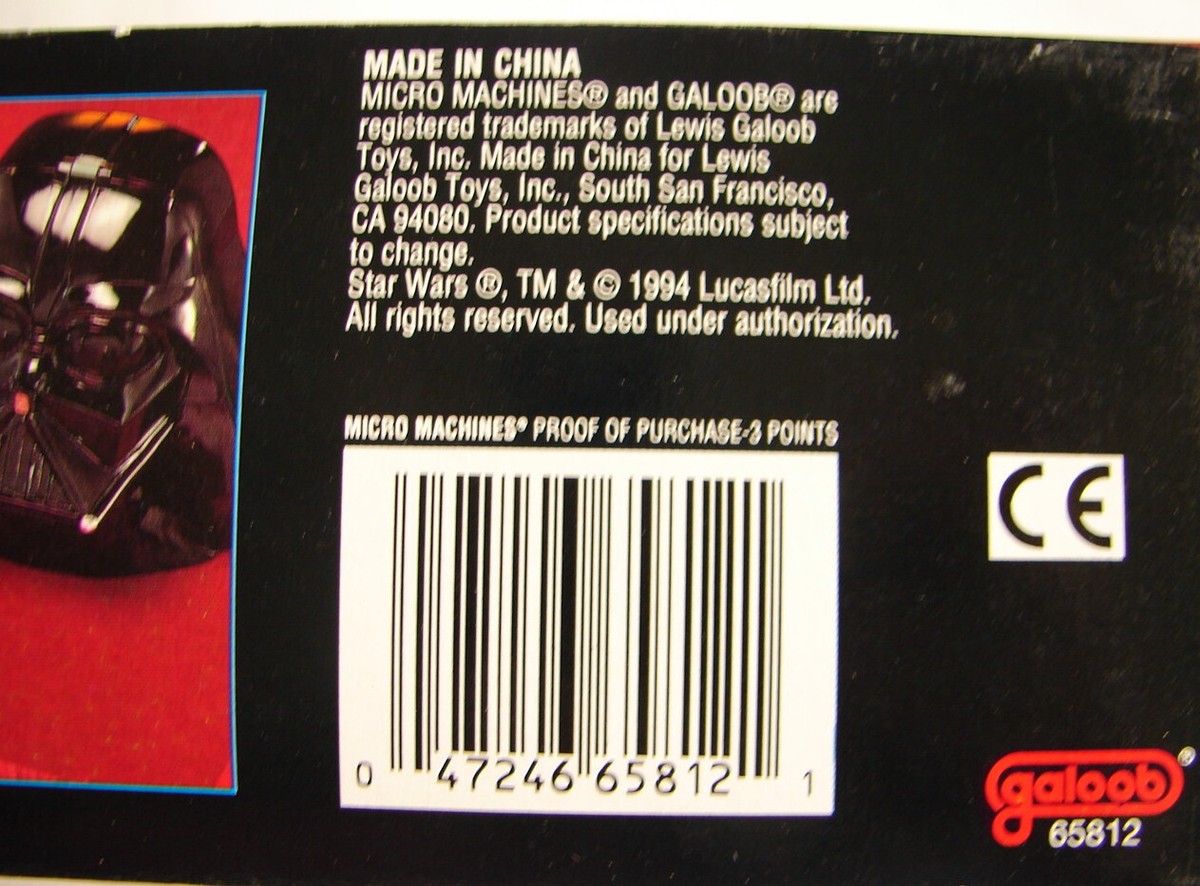 MADE IN CHINA
MICRO MACHINES® and GALOOB® are
registered trademarks of Lewis Galoob
Toys, Inc. Made in China for Lewis
Galoob Toys, Inc., South San Francisco,
CA 94080. Product specifications subject
to change.
Star Wars ®, TM & © 1994 Lucasfilm Ltd.
All rights reserved. Used under authorization.
MICRO MACHINES® PROOF OF PURCHASE-3 POINTS
CE
0 47246 65812 1
galoob®
65812